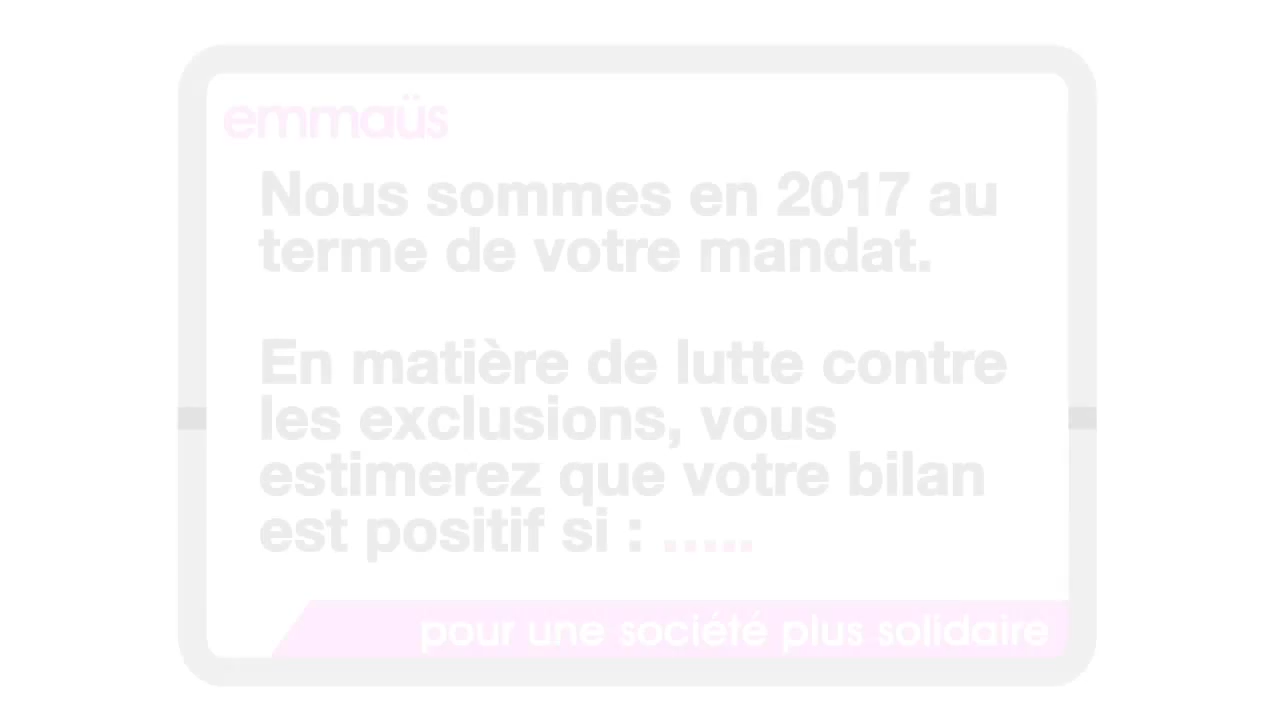 emmaüs
Nous sommes en 2017 au
terme de votre mandat.
En matière de lutte contre
les exclusions, vous
estimerez que votre bilan
est positif si : .....
pour une société plus solidaire